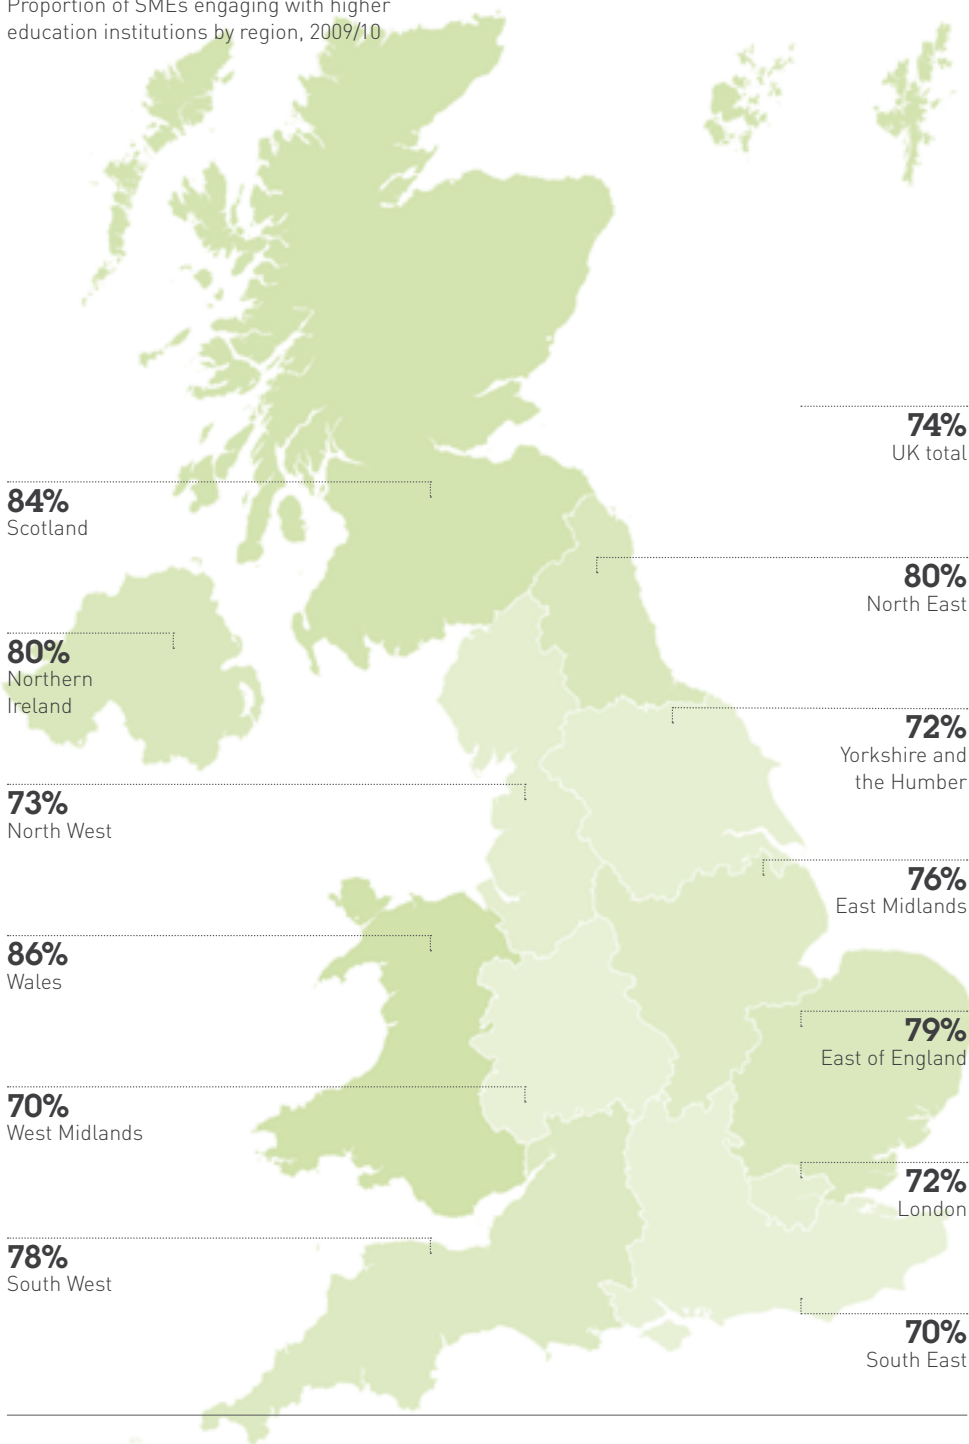 Proportion of SMEs engaging with higher
education institutions by region, 2009/10
74%
UK total
84%
Scotland
80%
North East
80%
Northern
Ireland
72%
Yorkshire and
the Humber
73%
North West
76%
East Midlands
86%
Wales
79%
East of England
70%
West Midlands
72%
London
78%
South West
70%
South East